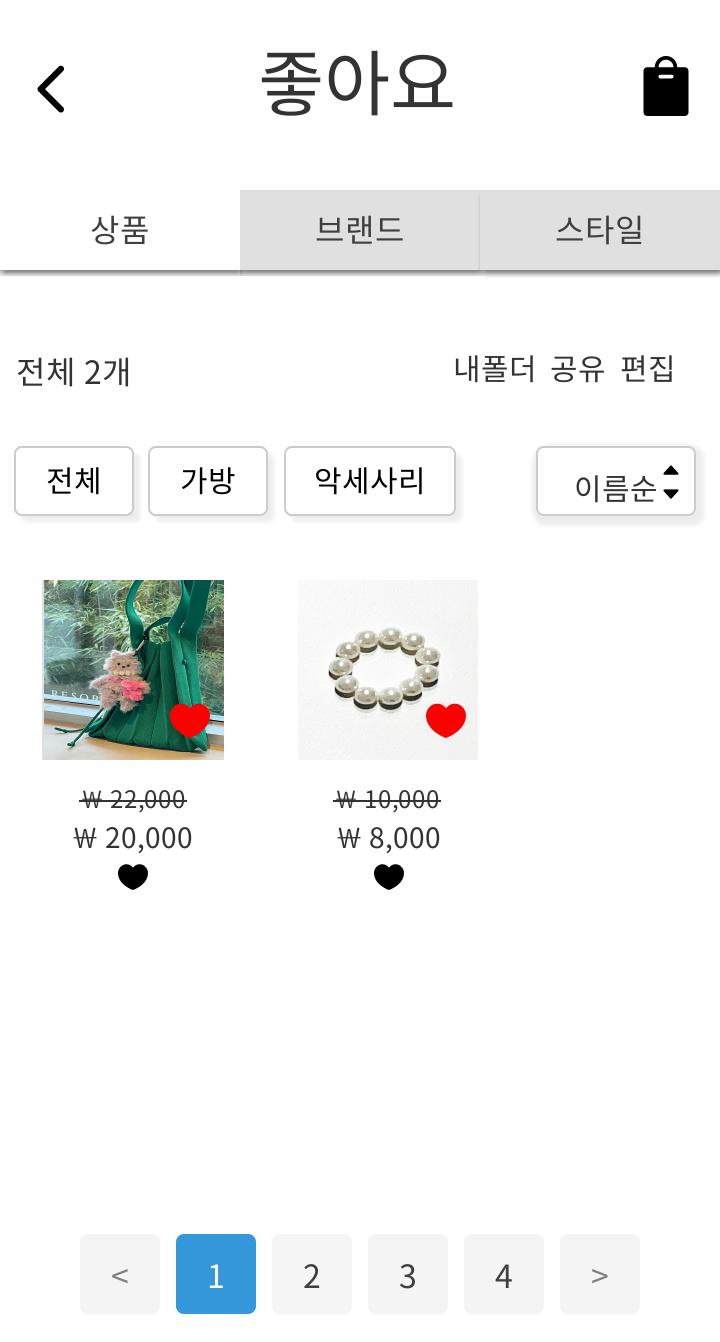 좋아요
상품 브랜드 스타일
전체 2개 내폴더 공유 편집
전체 가방 악세사리 이름순
RESOR
₩ 22,000 ₩ 10,000
₩ 20,000 ₩ 8,000
< 1 2 3 4 >